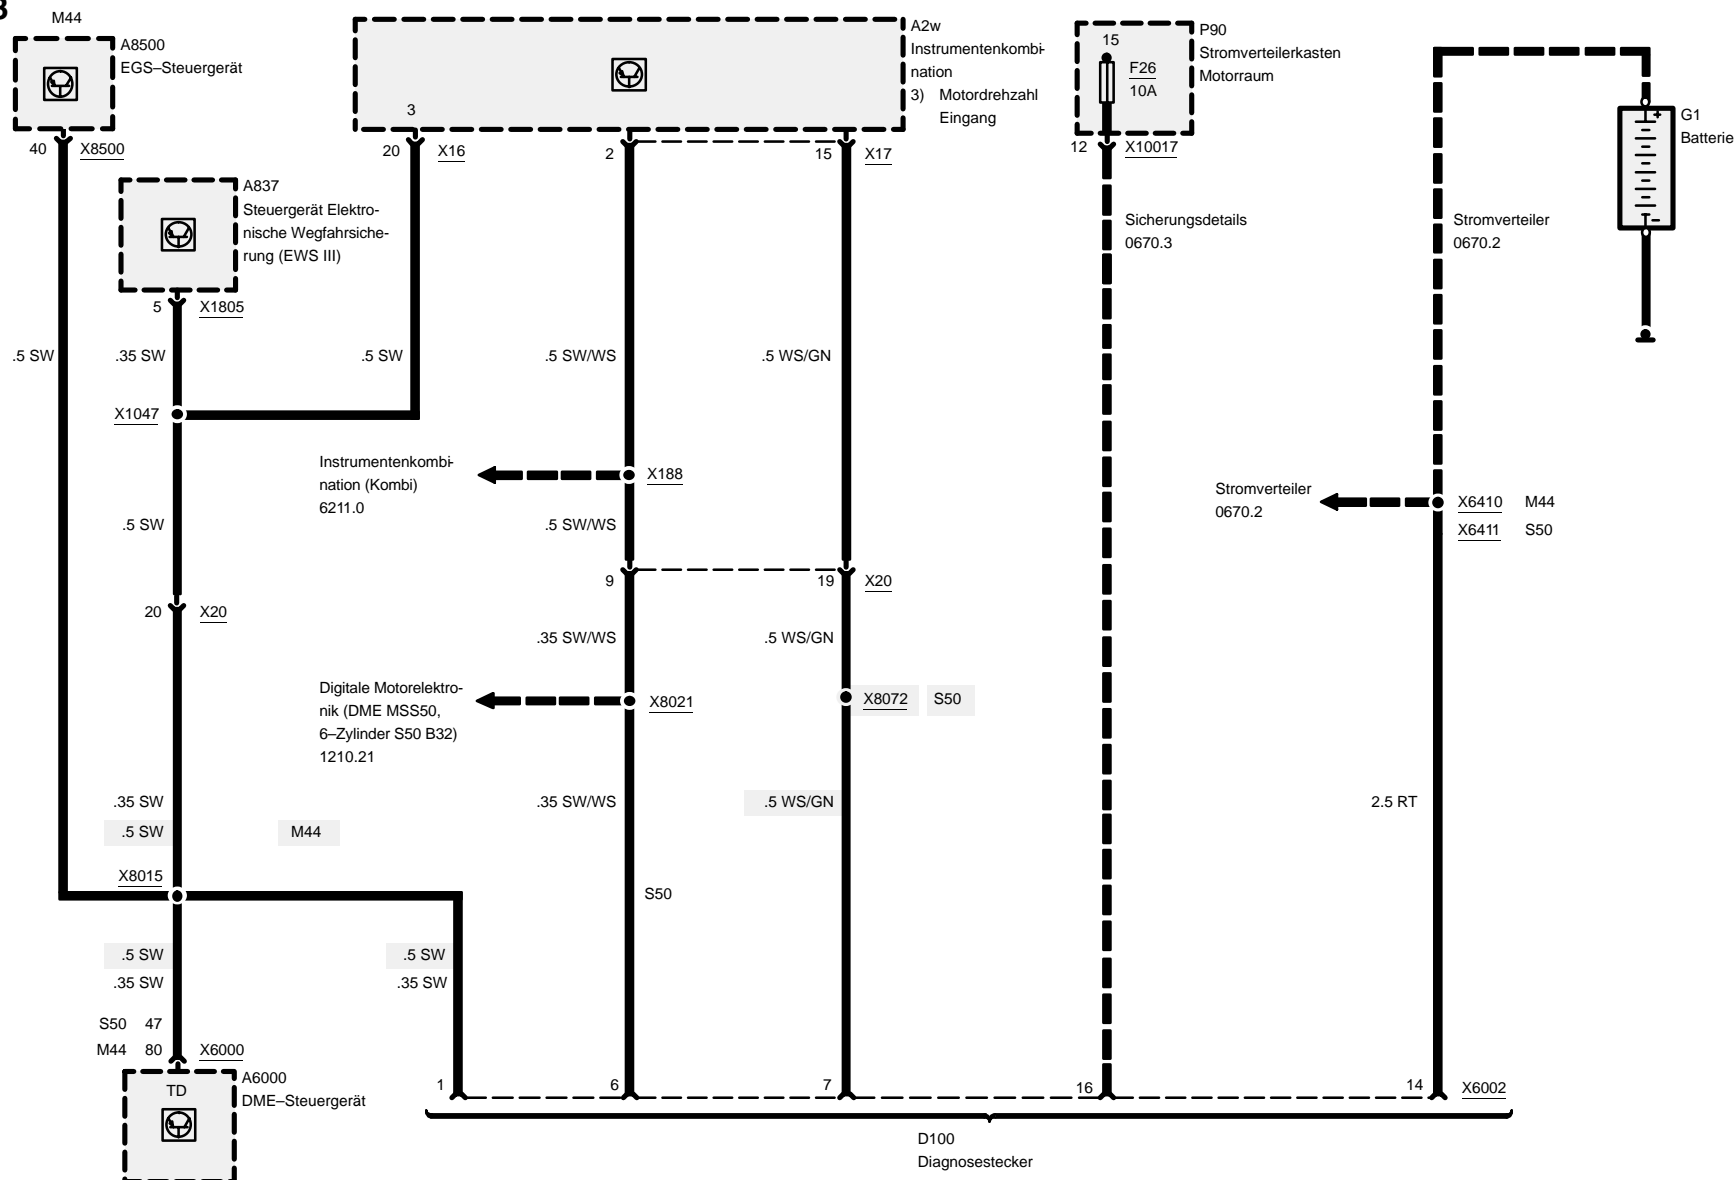 M44
A8500
EGS–Steuergerät
40 X8500
A2w
Instrumentenkombi-
nation
3) Motordrehzahl
Eingang
3
20 X16
2
15 X17
P90
Stromverteilerkasten
Motorraum
15
F26
10A
12 X10017
G1
Batterie
+
–
A837
Steuergerät Elektro-
nische Wegfahrsiche-
rung (EWS III)
5 X1805
Sicherungsdetails
0670.3
Stromverteiler
0670.2
.5 SW
.35 SW
.5 SW
.5 SW/WS
.5 WS/GN
X1047
Instrumentenkombi-
nation (Kombi)
6211.0
X188
Stromverteiler
0670.2
X6410 M44
X6411 S50
.5 SW
.5 SW/WS
9
19 X20
20 X20
.35 SW/WS
.5 WS/GN
Digitale Motorelektro-
nik (DME MSS50,
6–Zylinder S50 B32)
1210.21
X8021
X8072 S50
.35 SW
.5 SW
M44
.35 SW/WS
.5 WS/GN
2.5 RT
X8015
S50
.5 SW
.35 SW
.5 SW
.35 SW
S50 47
M44 80 X6000
TD
A6000
DME–Steuergerät
1
6
7
16
14 X6002
D100
Diagnosestecker